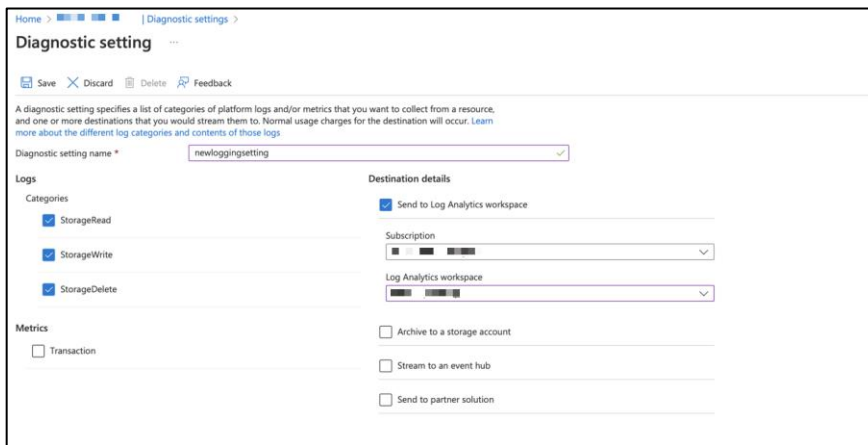 Home > | Diagnostic settings >
Diagnostic setting ...
Save Discard Delete Feedback
A diagnostic setting specifies a list of categories of platform logs and/or metrics that you want to collect from a resource,
and one or more destinations that you would stream them to. Normal usage charges for the destination will occur. Learn
more about the different log categories and contents of those logs
Diagnostic setting name * newloggingsetting
Logs
Categories
StorageRead
StorageWrite
StorageDelete
Metrics
Transaction
Destination details
Send to Log Analytics workspace
Subscription
Log Analytics workspace
Archive to a storage account
Stream to an event hub
Send to partner solution